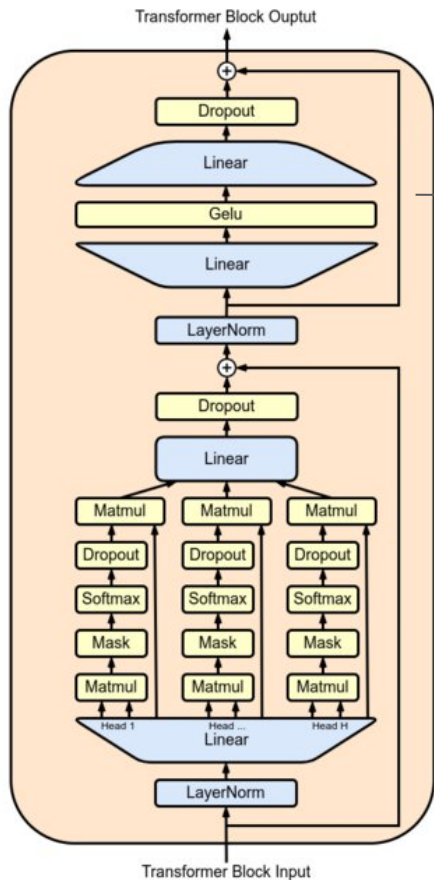 Transformer Block Ouptut
+
Dropout
Linear
Gelu
Linear
LayerNorm
+
Dropout
Linear
Matmul Matmul Matmul
Dropout Dropout Dropout
Softmax Softmax Softmax
Mask Mask Mask
Matmul Matmul Matmul
Head 1 Head ... Head H
Linear
LayerNorm
Transformer Block Input